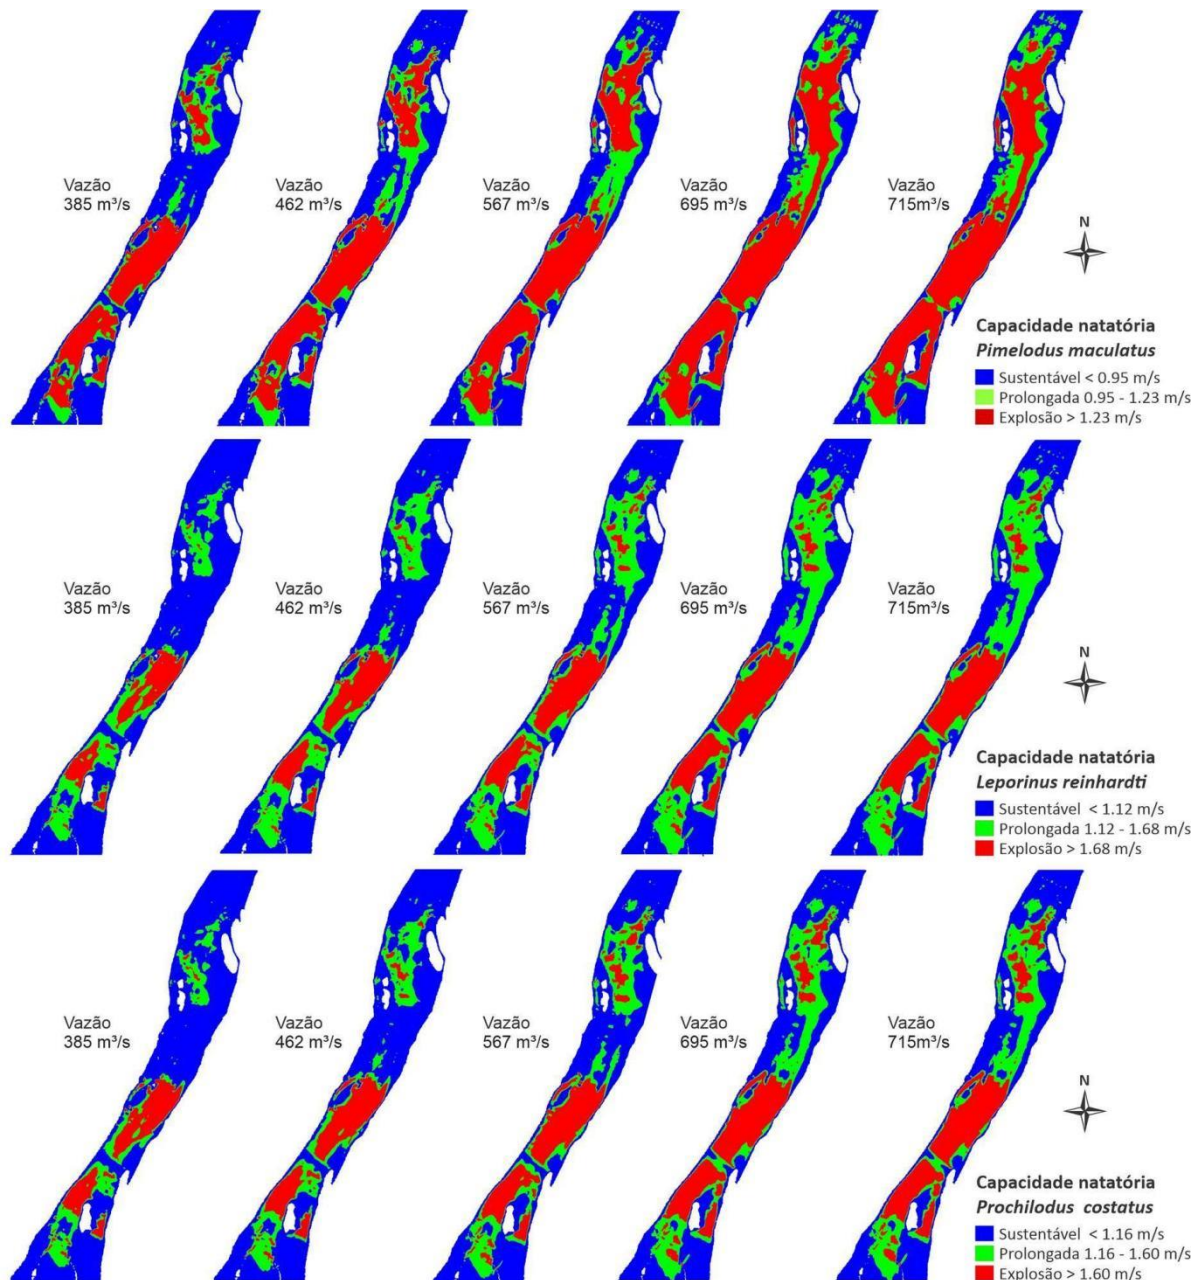 Vazão
385 m³/s
Vazão
462 m³/s
Vazão
567 m³/s
Vazão
695 m³/s
Vazão
715m³/s
N
Capacidade natatória
Pimelodus maculatus
Sustentável < 0.95 m/s
Prolongada 0.95 - 1.23 m/s
Explosão > 1.23 m/s
Vazão
385 m³/s
Vazão
462 m³/s
Vazão
567 m³/s
Vazão
695 m³/s
Vazão
715m³/s
N
Capacidade natatória
Leporinus reinhardti
Sustentável < 1.12 m/s
Prolongada 1.12 - 1.68 m/s
Explosão > 1.68 m/s
Vazão
385 m³/s
Vazão
462 m³/s
Vazão
567 m³/s
Vazão
695 m³/s
Vazão
715m³/s
N
Capacidade natatória
Prochilodus costatus
Sustentável < 1.16 m/s
Prolongada 1.16 - 1.60 m/s
Explosão > 1.60 m/s